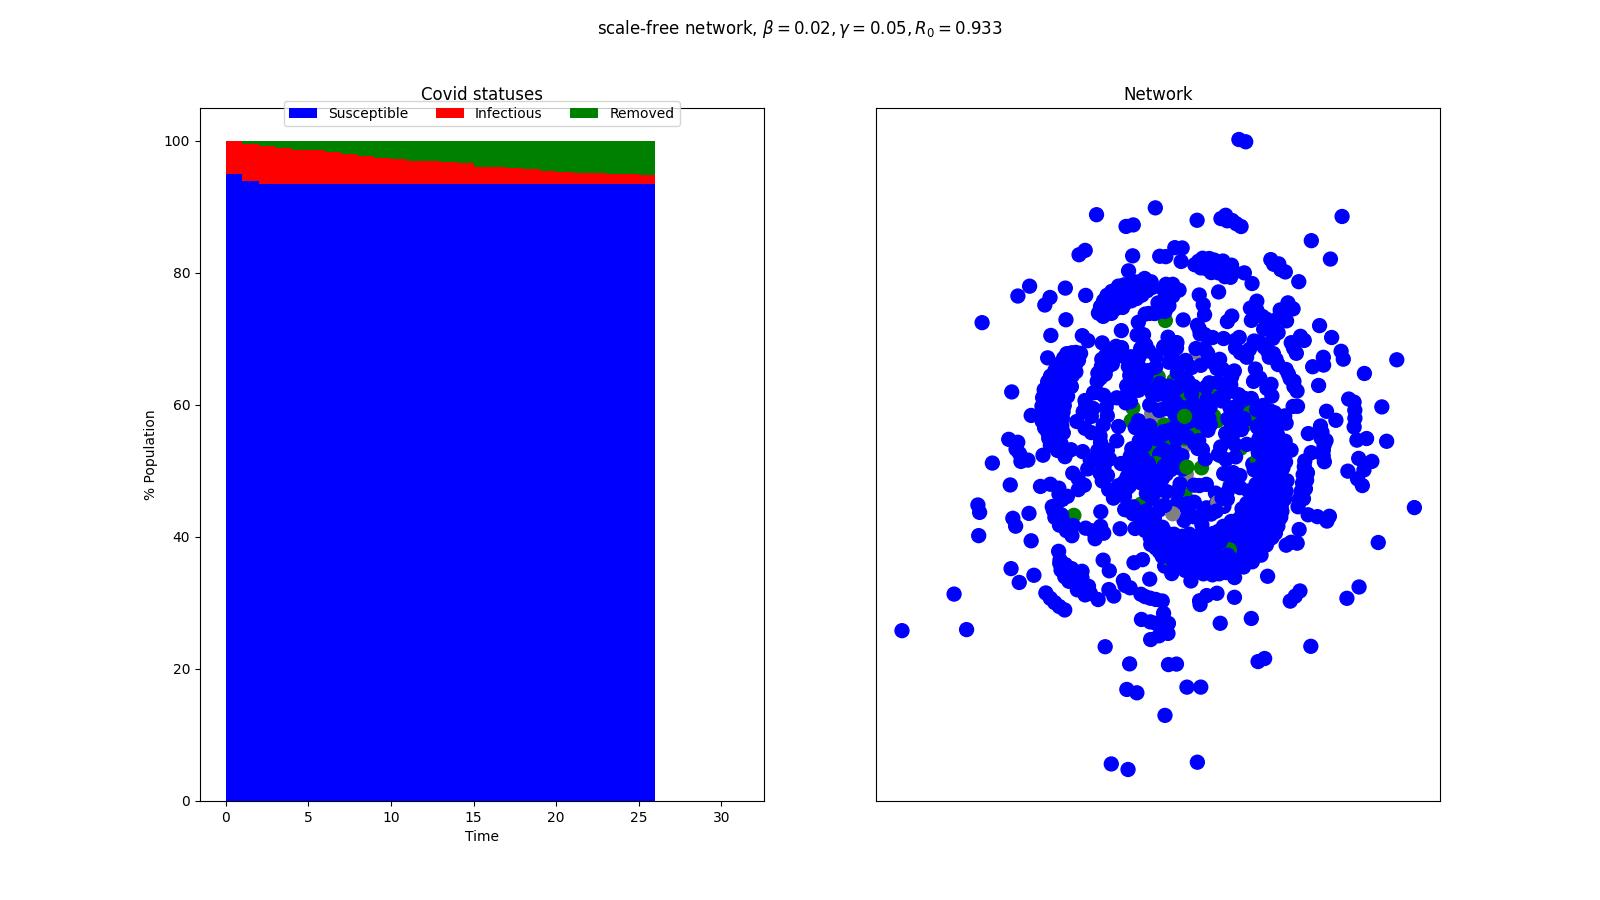 scale-free network, β = 0.02, γ = 0.05, R₀ = 0.933
Covid statuses
Susceptible Infectious Removed
100
80
60
40
20
0
% Population
0 5 10 15 20 25 30
Time
Network